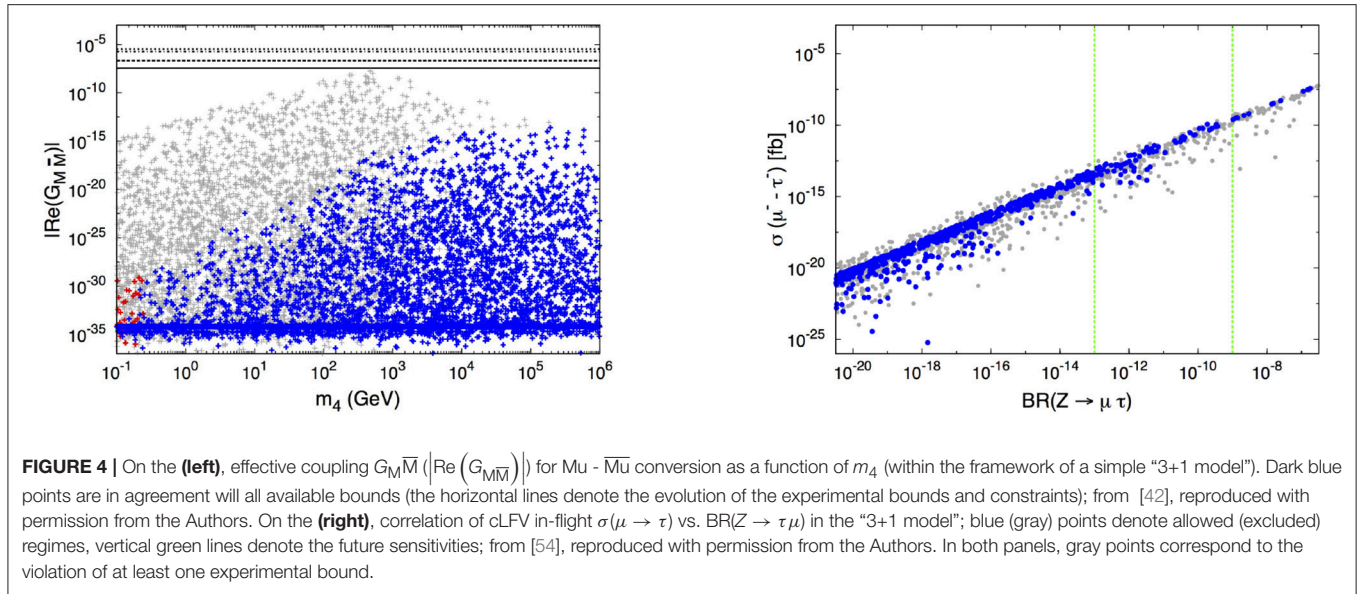 10^-5
10^-10
10^-15
10^-20
10^-25
10^-30
10^-35
|Re(G_{M M̅})|
10^-1 10^0 10^1 10^2 10^3 10^4 10^5 10^6
m_4 (GeV)
10^-5
10^-10
10^-15
10^-20
10^-25
σ (μ^- - τ^-) [fb]
10^-20 10^-18 10^-16 10^-14 10^-12 10^-10 10^-8
BR(Z → μ τ)
FIGURE 4 | On the (left), effective coupling G_M M̅ (|Re (G_{MM̅})|) for Mu - M̅u̅ conversion as a function of m_4 (within the framework of a simple “3+1 model”). Dark blue
points are in agreement will all available bounds (the horizontal lines denote the evolution of the experimental bounds and constraints); from [42], reproduced with
permission from the Authors. On the (right), correlation of cLFV in-flight σ(μ → τ) vs. BR(Z → τμ) in the “3+1 model”; blue (gray) points denote allowed (excluded)
regimes, vertical green lines denote the future sensitivities; from [54], reproduced with permission from the Authors. In both panels, gray points correspond to the
violation of at least one experimental bound.